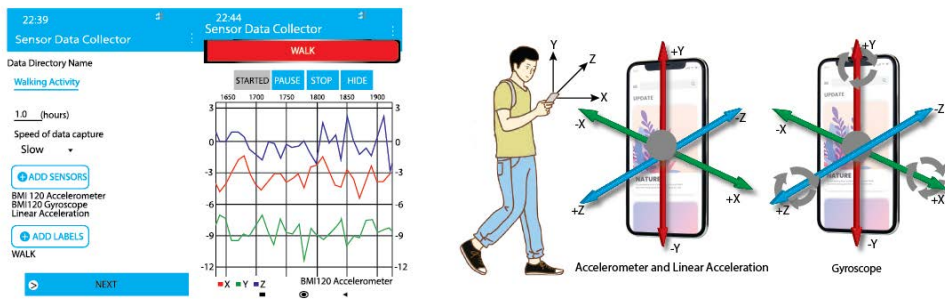 22:39
Sensor Data Collector
Data Directory Name
Walking Activity
1.0 (hours)
Speed of data capture
Slow
ADD SENSORS
BMI 120 Accelerometer
BMI120 Gyroscope
Linear Acceleration
ADD LABELS
WALK
NEXT
22:44
Sensor Data Collector
WALK
STARTED PAUSE STOP HIDE
1650 1700 1750 1800 1850 1900
3 3
0 0
-3 -3
-6 -6
-9 -9
-12 -12
BMI120 Accelerometer
X Y Z
Y
Z
X
+Y
-X
-Z
UPDATE
NATURE
+Z
+X
-Y
Accelerometer and Linear Acceleration
+Y
-X
-Z
UPDATE
NATURE
+Z
+X
-Y
Gyroscope